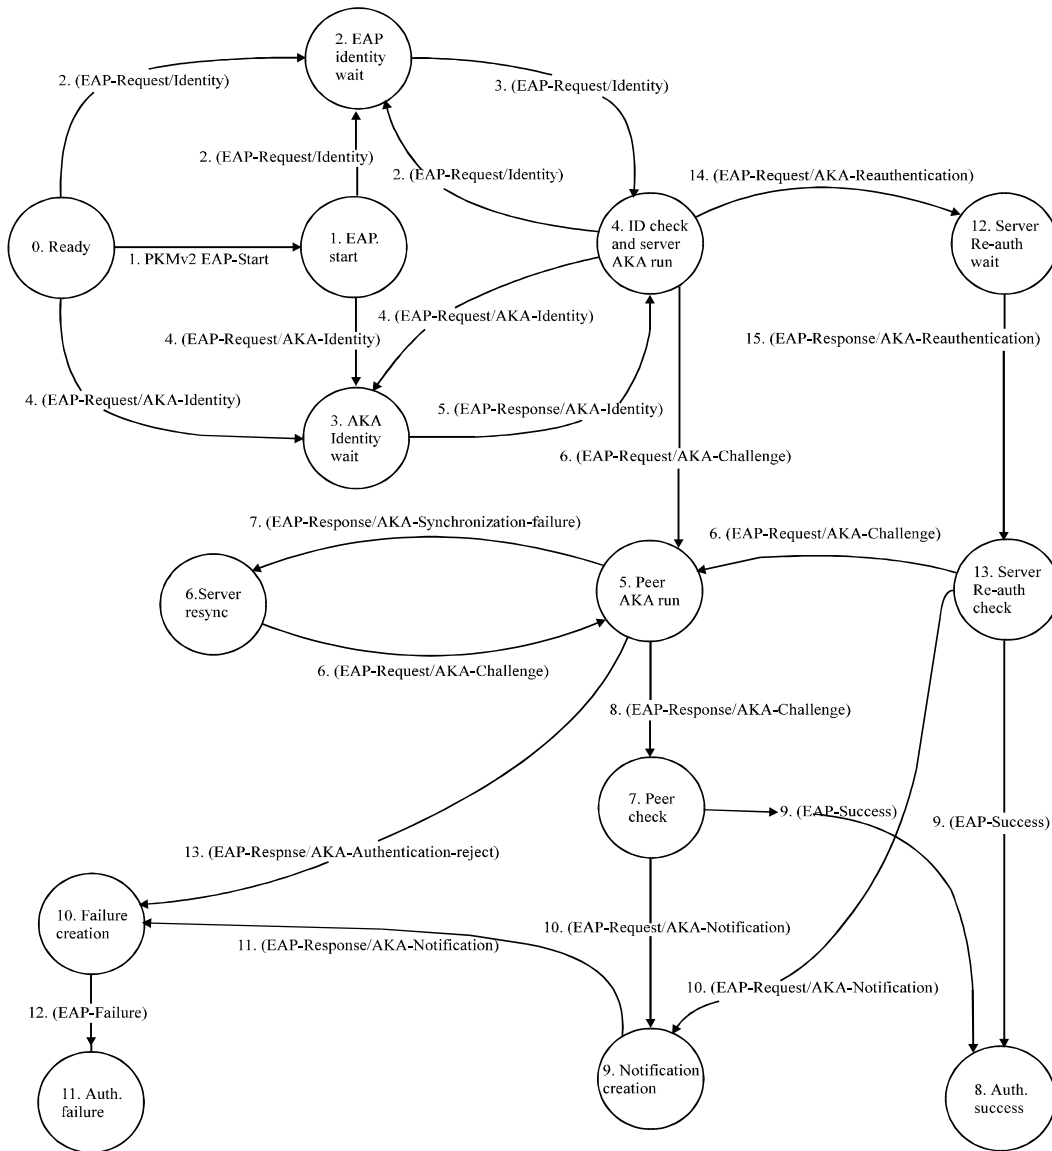 2. EAP
identity
wait
2. (EAP-Request/Identity)
3. (EAP-Request/Identity)
2. (EAP-Request/Identity)
2. (EAP-Request/Identity)
14. (EAP-Request/AKA-Reauthentication)
0. Ready
1. PKMv2 EAP-Start
1. EAP.
start
4. ID check
and server
AKA run
12. Server
Re-auth
wait
4. (EAP-Request/AKA-Identity)
4. (EAP-Request/AKA-Identity)
15. (EAP-Response/AKA-Reauthentication)
4. (EAP-Request/AKA-Identity)
3. AKA
Identity
wait
5. (EAP-Response/AKA-Identity)
6. (EAP-Request/AKA-Challenge)
7. (EAP-Response/AKA-Synchronization-failure)
6. (EAP-Request/AKA-Challenge)
6.Server
resync
5. Peer
AKA run
13. Server
Re-auth
check
6. (EAP-Request/AKA-Challenge)
8. (EAP-Response/AKA-Challenge)
7. Peer
check
9. (EAP-Success)
9. (EAP-Success)
13. (EAP-Respnse/AKA-Authentication-reject)
10. Failure
creation
11. (EAP-Response/AKA-Notification)
10. (EAP-Request/AKA-Notification)
10. (EAP-Request/AKA-Notification)
12. (EAP-Failure)
11. Auth.
failure
9. Notification
creation
8. Auth.
success